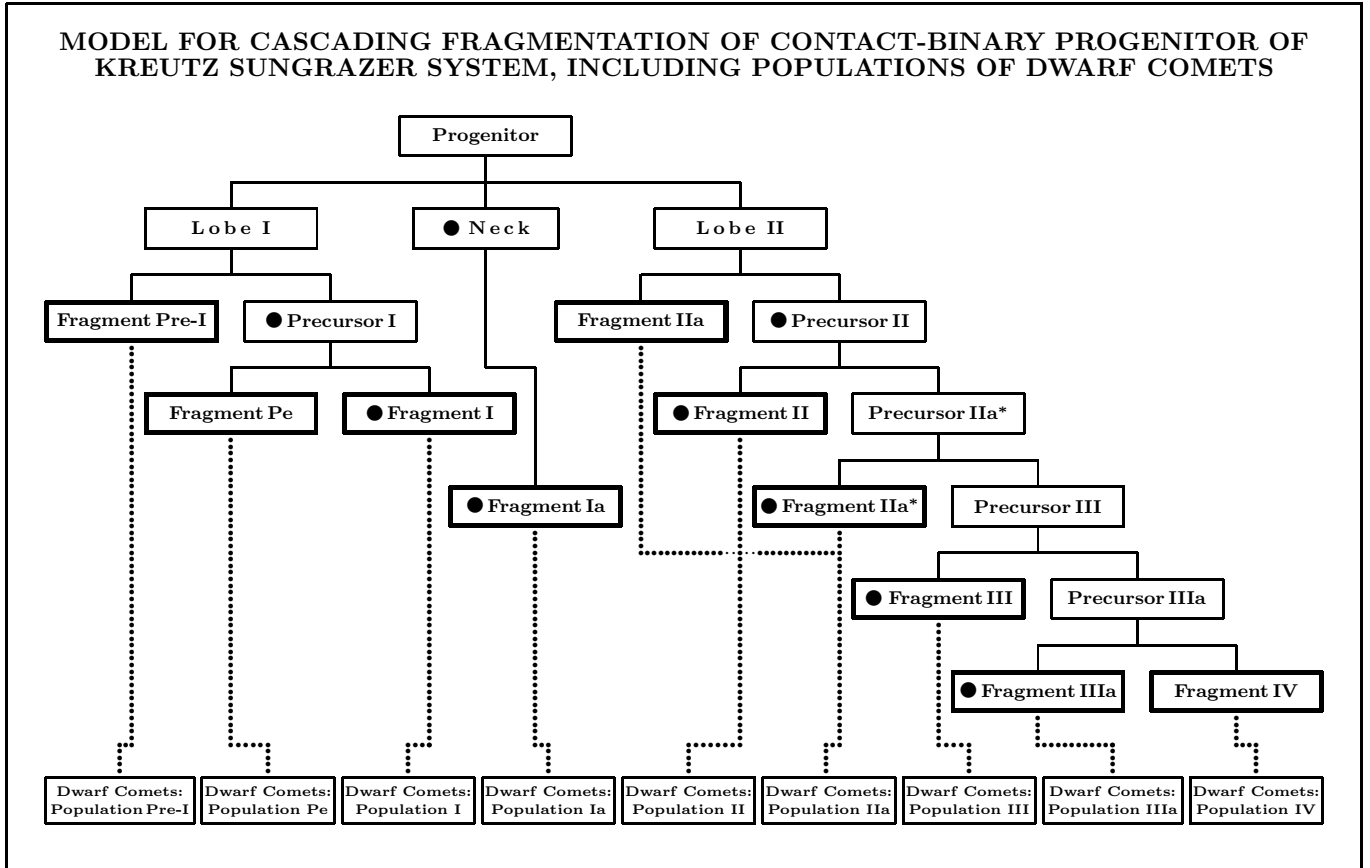 MODEL FOR CASCADING FRAGMENTATION OF CONTACT-BINARY PROGENITOR OF
KREUTZ SUNGRAZER SYSTEM, INCLUDING POPULATIONS OF DWARF COMETS
Progenitor
Lobe I
● Neck
Lobe II
Fragment Pre-I
● Precursor I
Fragment IIa
● Precursor II
Fragment Pe
● Fragment I
● Fragment II
Precursor IIa*
● Fragment Ia
● Fragment IIa*
Precursor III
● Fragment III
Precursor IIIa
● Fragment IIIa
Fragment IV
Dwarf Comets:
Population Pre-I
Dwarf Comets:
Population Pe
Dwarf Comets:
Population I
Dwarf Comets:
Population Ia
Dwarf Comets:
Population II
Dwarf Comets:
Population IIa
Dwarf Comets:
Population III
Dwarf Comets:
Population IIIa
Dwarf Comets:
Population IV